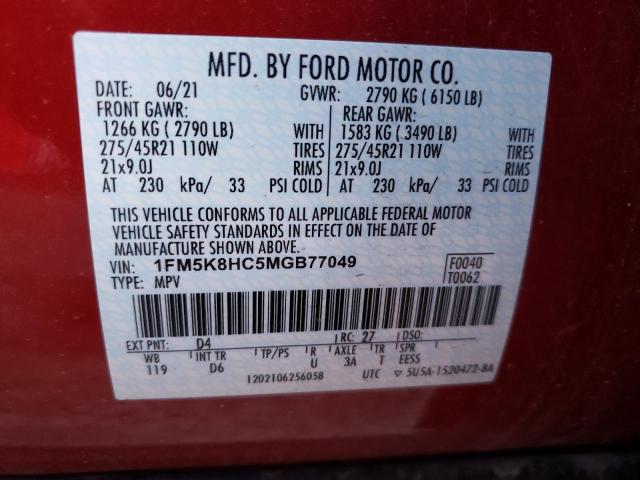 MFD. BY FORD MOTOR CO.
DATE: 06/21 GVWR: 2790 KG ( 6150 LB)
FRONT GAWR: REAR GAWR:
1266 KG ( 2790 LB) WITH 1583 KG ( 3490 LB) WITH
275/45R21 110W TIRES 275/45R21 110W TIRES
21x9.0J RIMS 21x9.0J RIMS
AT 230 kPa/ 33 PSI COLD AT 230 kPa/ 33 PSI COLD
THIS VEHICLE CONFORMS TO ALL APPLICABLE FEDERAL MOTOR
VEHICLE SAFETY STANDARDS IN EFFECT ON THE DATE OF
MANUFACTURE SHOWN ABOVE.
VIN: 1FM5K8HC5MGB77049 F0040
TYPE: MPV T0062
EXT PNT: D4 RC: 27 DSO:
WB INT TR TP/PS R AXLE TR SPR
119 D6 U 3A T EESS
1202106256058 UTC ▽ 5U5A-1520472-BA